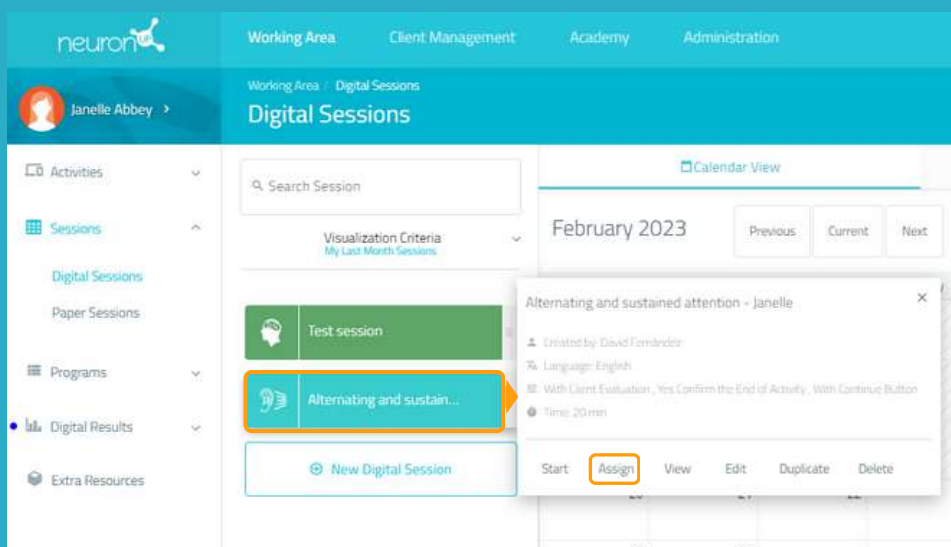 neuronUP
Working Area Client Management Academy Administration
Janelle Abbey >
Working Area / Digital Sessions
Digital Sessions
Activities
Sessions
Digital Sessions
Paper Sessions
Programs
Digital Results
Extra Resources
Search Session
Visualization Criteria
My Last Month Sessions
Test session
Alternating and sustain...
New Digital Session
Calendar View
February 2023 Previous Current Next
Alternating and sustained attention - Janelle
Created by: David Fernández
Language: English
With Client Evaluation , Yes Confirm the End of Activity , With Continue Button
Time: 20 min
Start Assign View Edit Duplicate Delete